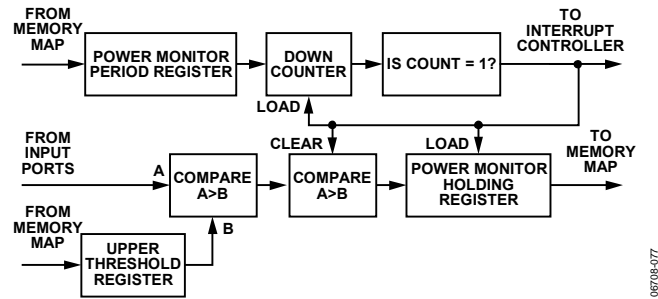 FROM
MEMORY
MAP
POWER MONITOR
PERIOD REGISTER
DOWN
COUNTER
IS COUNT = 1?
TO
INTERRUPT
CONTROLLER
LOAD
FROM
INPUT
PORTS
A
COMPARE
A>B
B
CLEAR
COMPARE
A>B
LOAD
POWER MONITOR
HOLDING
REGISTER
TO
MEMORY
MAP
FROM
MEMORY
MAP
UPPER
THRESHOLD
REGISTER
06708-077